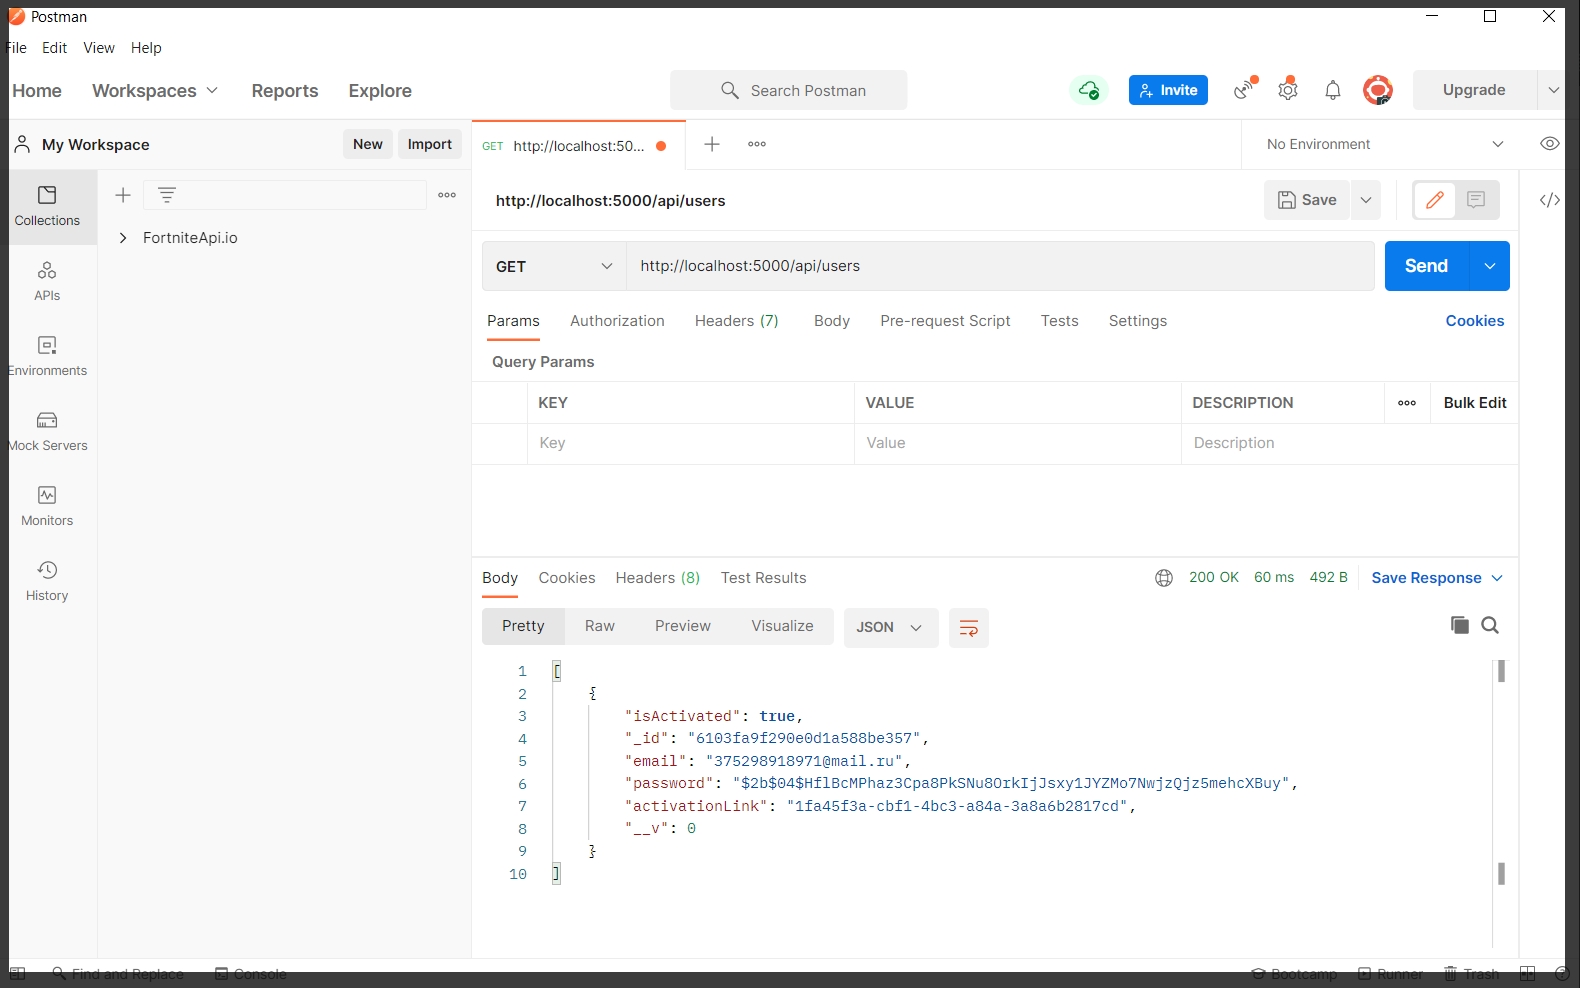 Postman
File Edit View Help
Home Workspaces Reports Explore Search Postman Invite Upgrade
My Workspace New Import GET http://localhost:50... No Environment
http://localhost:5000/api/users Save
Collections
FortniteApi.io
GET http://localhost:5000/api/users Send
APIs
Params Authorization Headers (7) Body Pre-request Script Tests Settings Cookies
Query Params
Environments
KEY VALUE DESCRIPTION Bulk Edit
Key Value Description
Mock Servers
Monitors
Body Cookies Headers (8) Test Results 200 OK 60 ms 492 B Save Response
History
Pretty Raw Preview Visualize JSON
1 [
2 {
3 "isActivated": true,
4 "_id": "6103fa9f290e0d1a588be357",
5 "email": "375298918971@mail.ru",
6 "password": "$2b$04$HflBcMPhaz3Cpa8PkSNu8OrkIjJsxy1JYZMo7NwjzQjz5mehcXBuy",
7 "activationLink": "1fa45f3a-cbf1-4bc3-a84a-3a8a6b2817cd",
8 "__v": 0
9 }
10 ]
Find and Replace Console Bootcamp Runner Trash